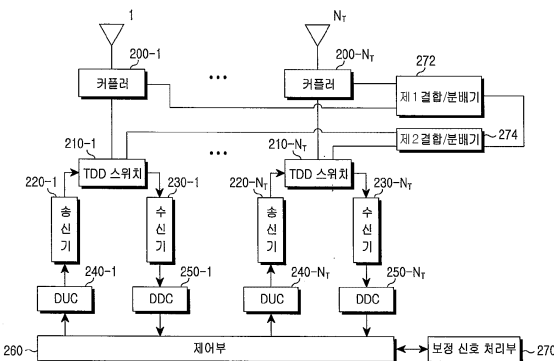 1
N_T
200-1
200-N_T
272
커플러
...
커플러
제1결합/분배기
210-1
...
210-N_T
제2결합/분배기
274
TDD 스위치
TDD 스위치
220-1
230-1
220-N_T
230-N_T
송신기
수신기
송신기
수신기
240-1
250-1
240-N_T
250-N_T
DUC
DDC
DUC
DDC
260
제어부
보정 신호 처리부
270